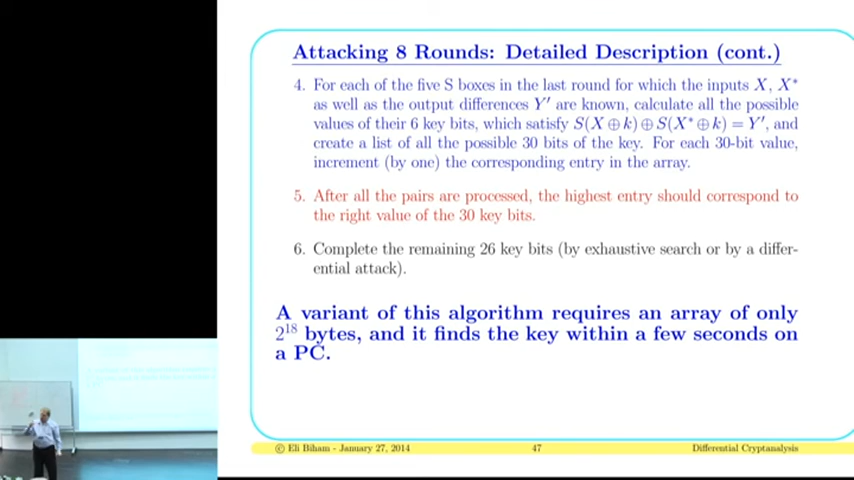 Attacking 8 Rounds: Detailed Description (cont.)
4. For each of the five S boxes in the last round for which the inputs X, X*
as well as the output differences Y′ are known, calculate all the possible
values of their 6 key bits, which satisfy S(X ⊕ k) ⊕ S(X* ⊕ k) = Y′, and
create a list of all the possible 30 bits of the key. For each 30-bit value,
increment (by one) the corresponding entry in the array.
5. After all the pairs are processed, the highest entry should correspond to
the right value of the 30 key bits.
6. Complete the remaining 26 key bits (by exhaustive search or by a differ-
ential attack).
A variant of this algorithm requires an array of only
2¹⁸ bytes, and it finds the key within a few seconds on
a PC.
© Eli Biham - January 27, 2014 47 Differential Cryptanalysis